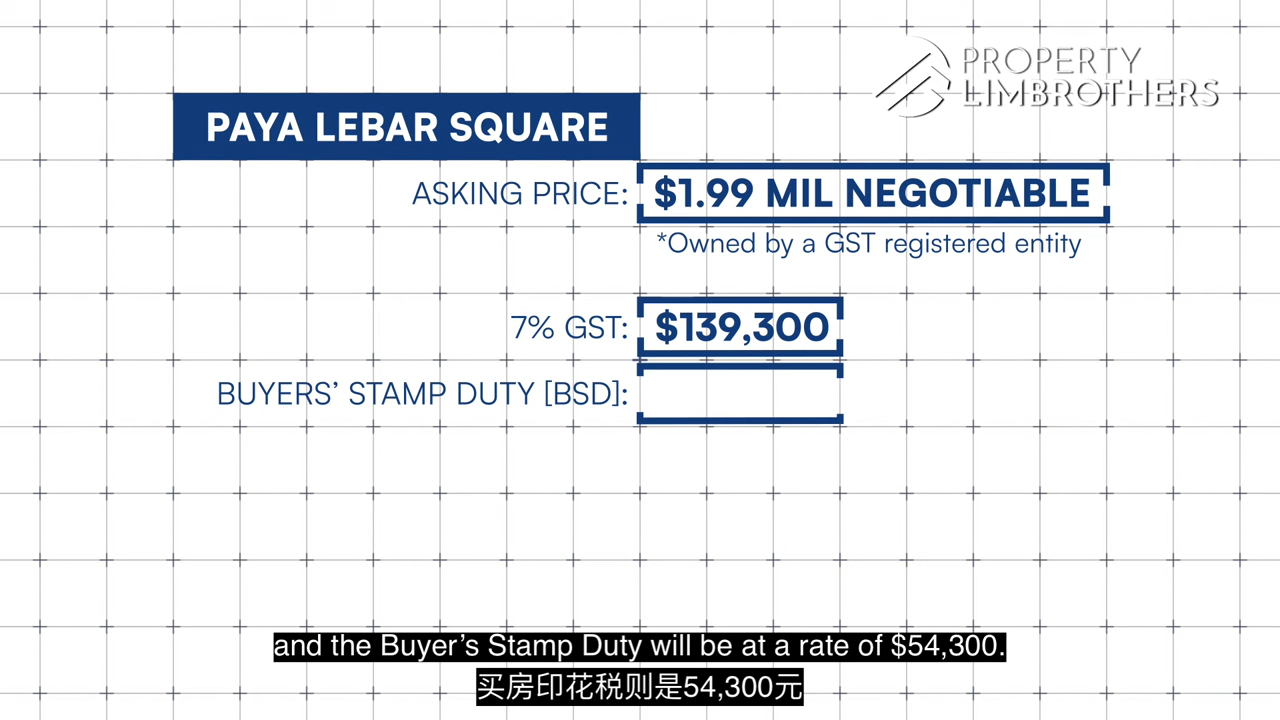 PROPERTY
LIMBROTHERS
PAYA LEBAR SQUARE
ASKING PRICE: $1.99 MIL NEGOTIABLE
*Owned by a GST registered entity
7% GST: $139,300
BUYERS’ STAMP DUTY [BSD]:
and the Buyer’s Stamp Duty will be at a rate of $54,300.
买房印花税则是54,300元